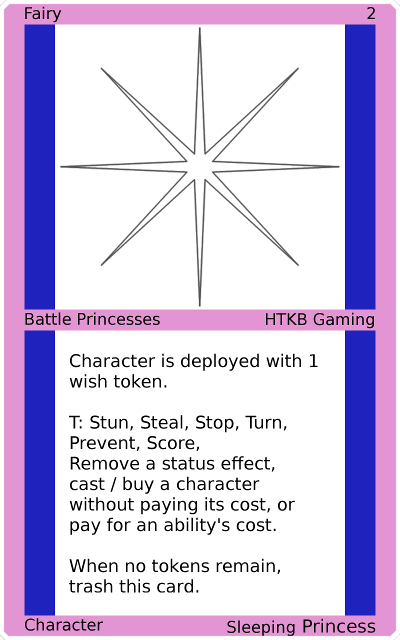 Fairy 2
Battle Princesses HTKB Gaming
Character is deployed with 1
wish token.
T: Stun, Steal, Stop, Turn,
Prevent, Score,
Remove a status effect,
cast / buy a character
without paying its cost, or
pay for an ability's cost.
When no tokens remain,
trash this card.
Character Sleeping Princess